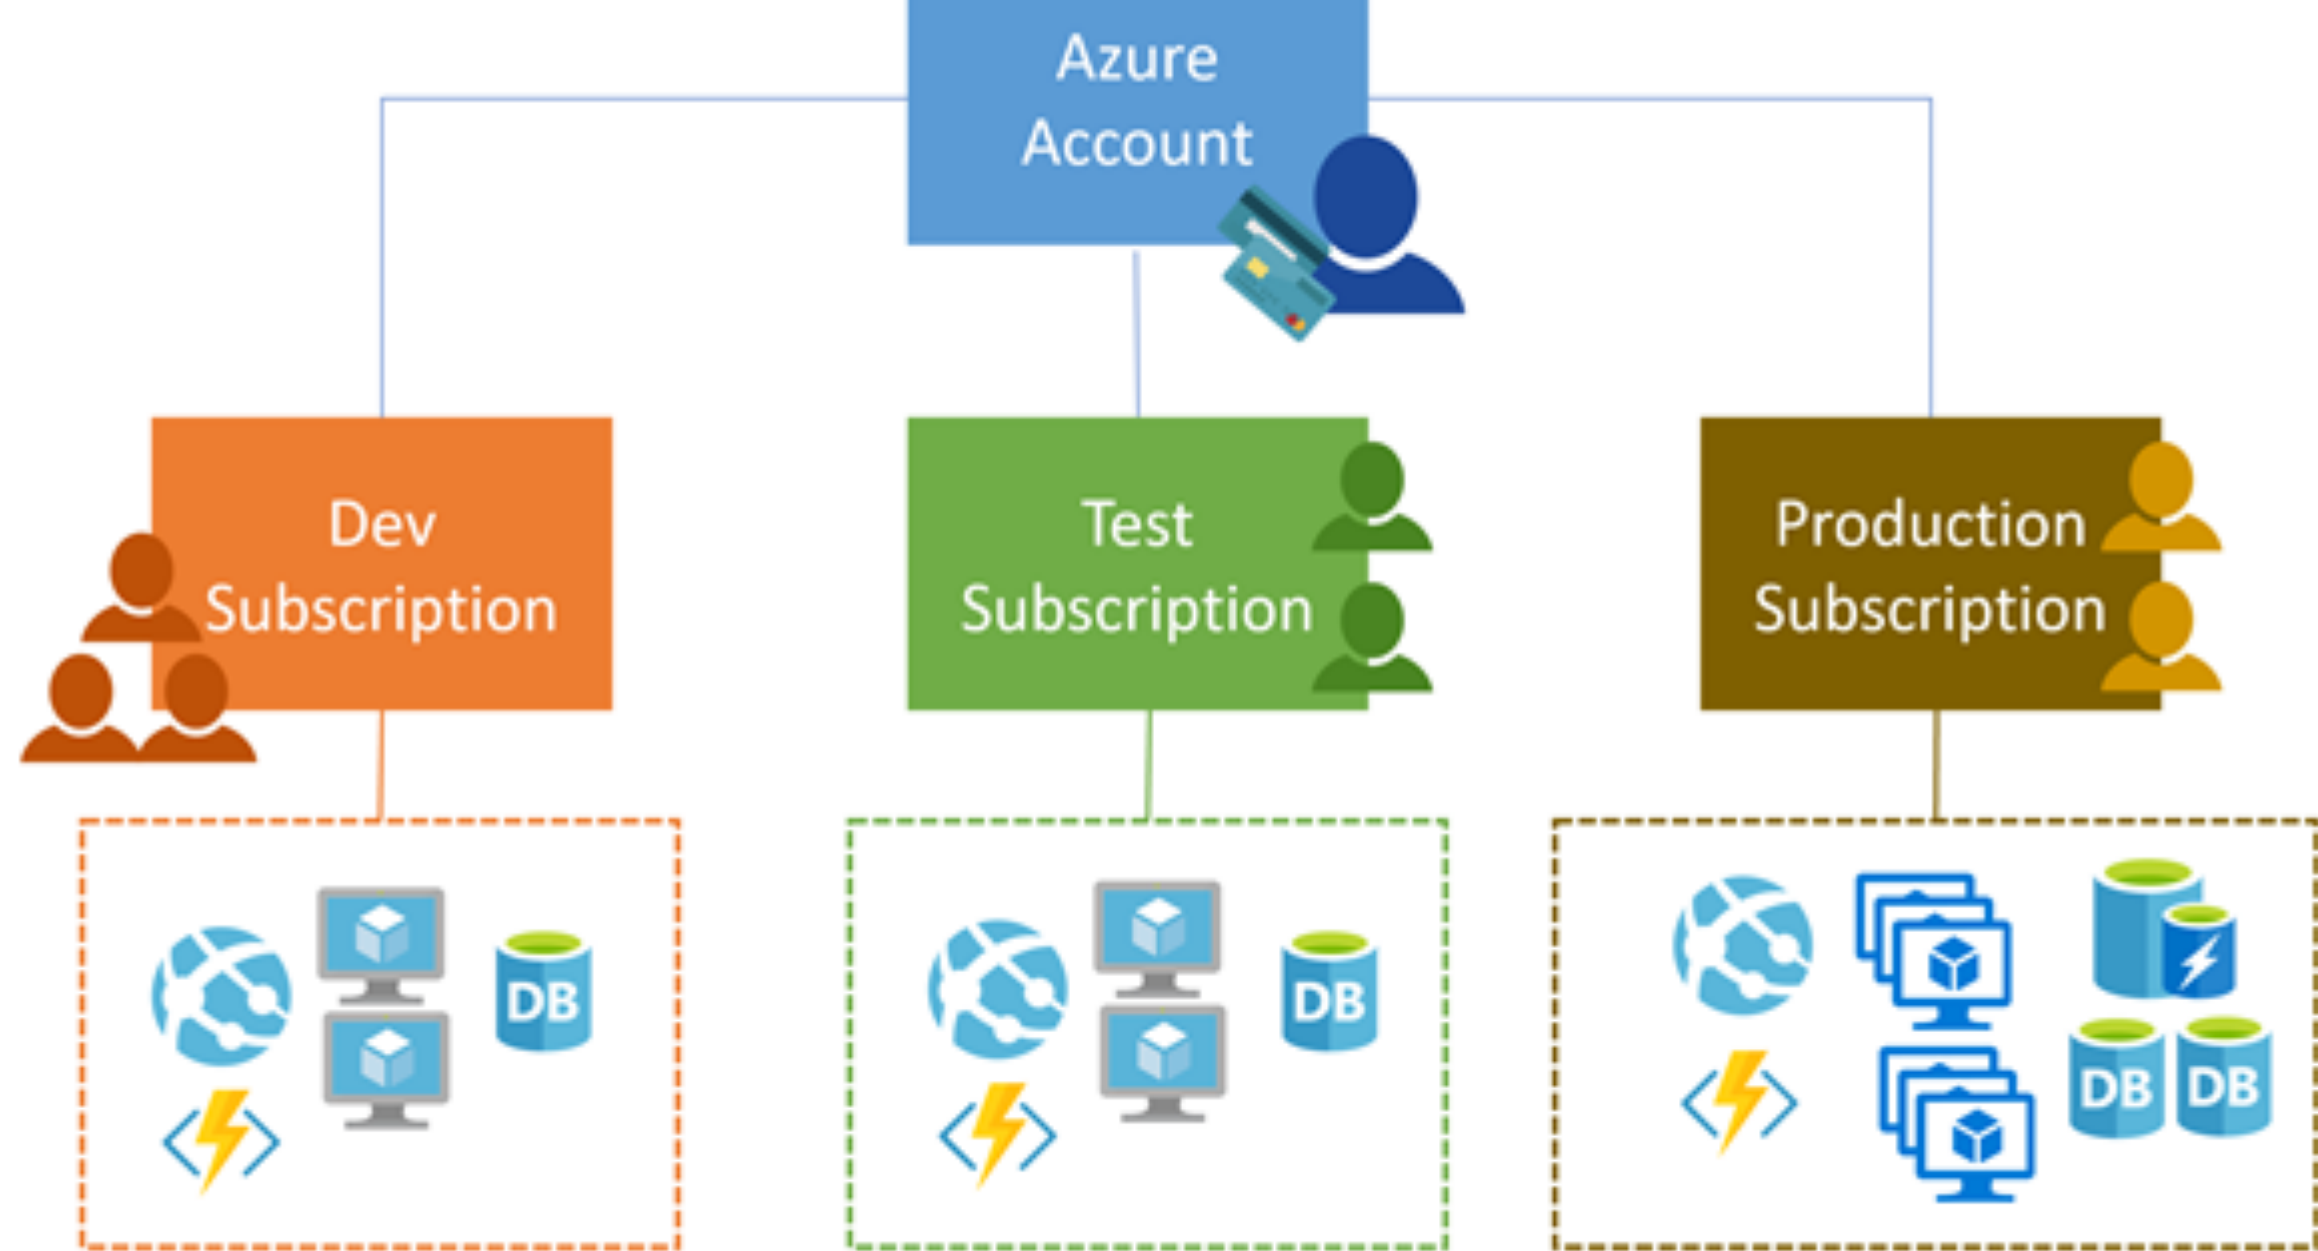 Azure
Account
Dev
Subscription
Test
Subscription
Production
Subscription
DB
DB
DB
DB